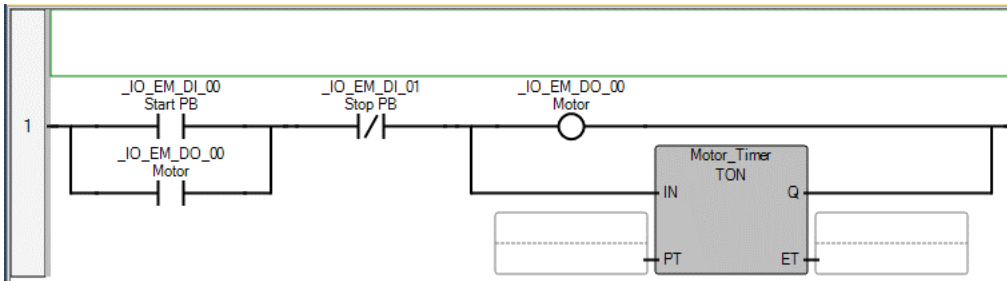 _IO_EM_DI_00
Start PB
_IO_EM_DI_01
Stop PB
_IO_EM_DO_00
Motor
1
_IO_EM_DO_00
Motor
Motor_Timer
TON
IN
Q
PT
ET